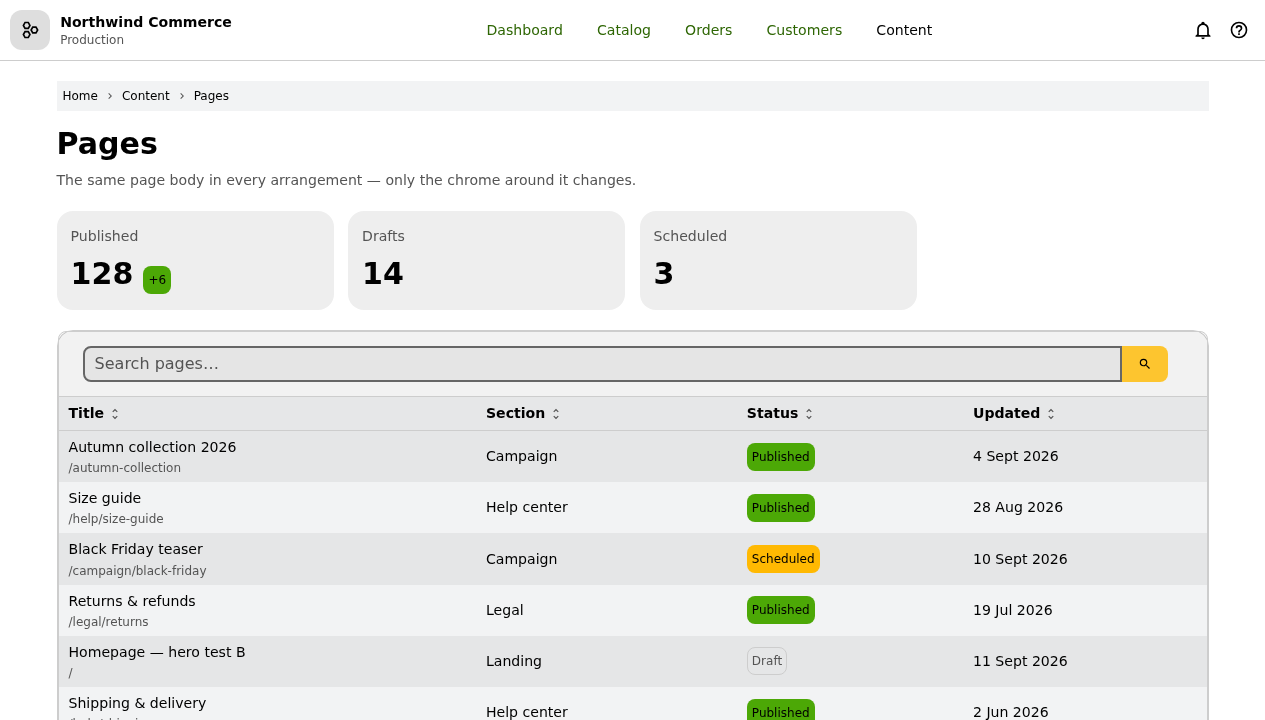 Northwind Commerce
Production
Dashboard Catalog Orders Customers Content
Home › Content › Pages
Pages
The same page body in every arrangement — only the chrome around it changes.
Published Drafts Scheduled
128 +6 14 3
Search pages...
Title Section Status Updated
Autumn collection 2026
/autumn-collection
Campaign Published 4 Sept 2026
Size guide
/help/size-guide
Help center Published 28 Aug 2026
Black Friday teaser
/campaign/black-friday
Campaign Scheduled 10 Sept 2026
Returns & refunds
/legal/returns
Legal Published 19 Jul 2026
Homepage — hero test B
/
Landing Draft 11 Sept 2026
Shipping & delivery
Help center Published 2 Jun 2026